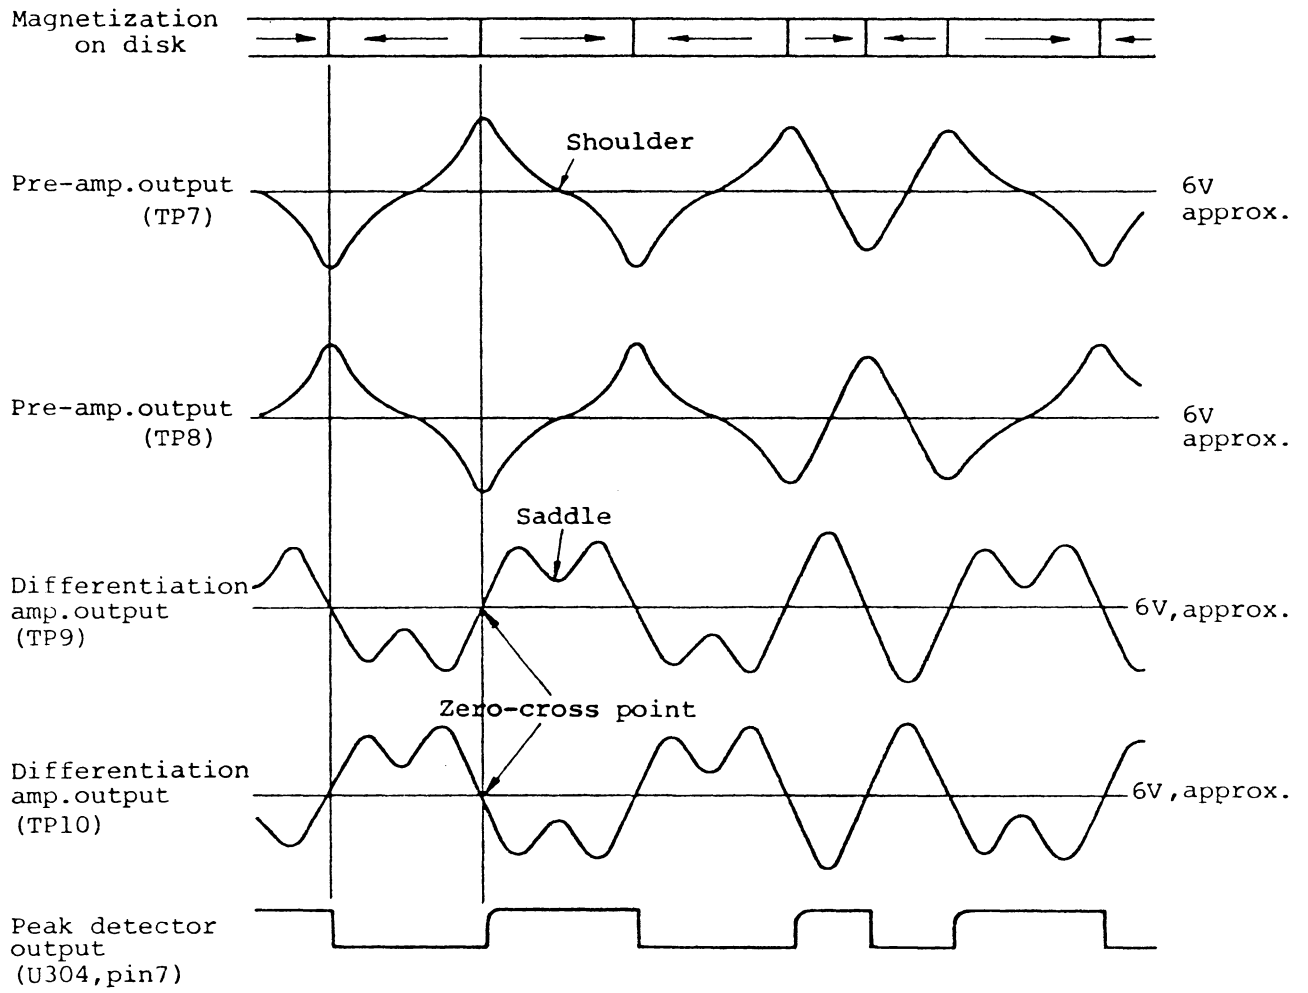 Magnetization
on disk
Shoulder
Pre-amp.output
(TP7)
6V
approx.
Pre-amp.output
(TP8)
6V
approx.
Saddle
Differentiation
amp.output
(TP9)
6V,approx.
Zero-cross point
Differentiation
amp.output
(TP10)
6V,approx.
Peak detector
output
(U304,pin7)